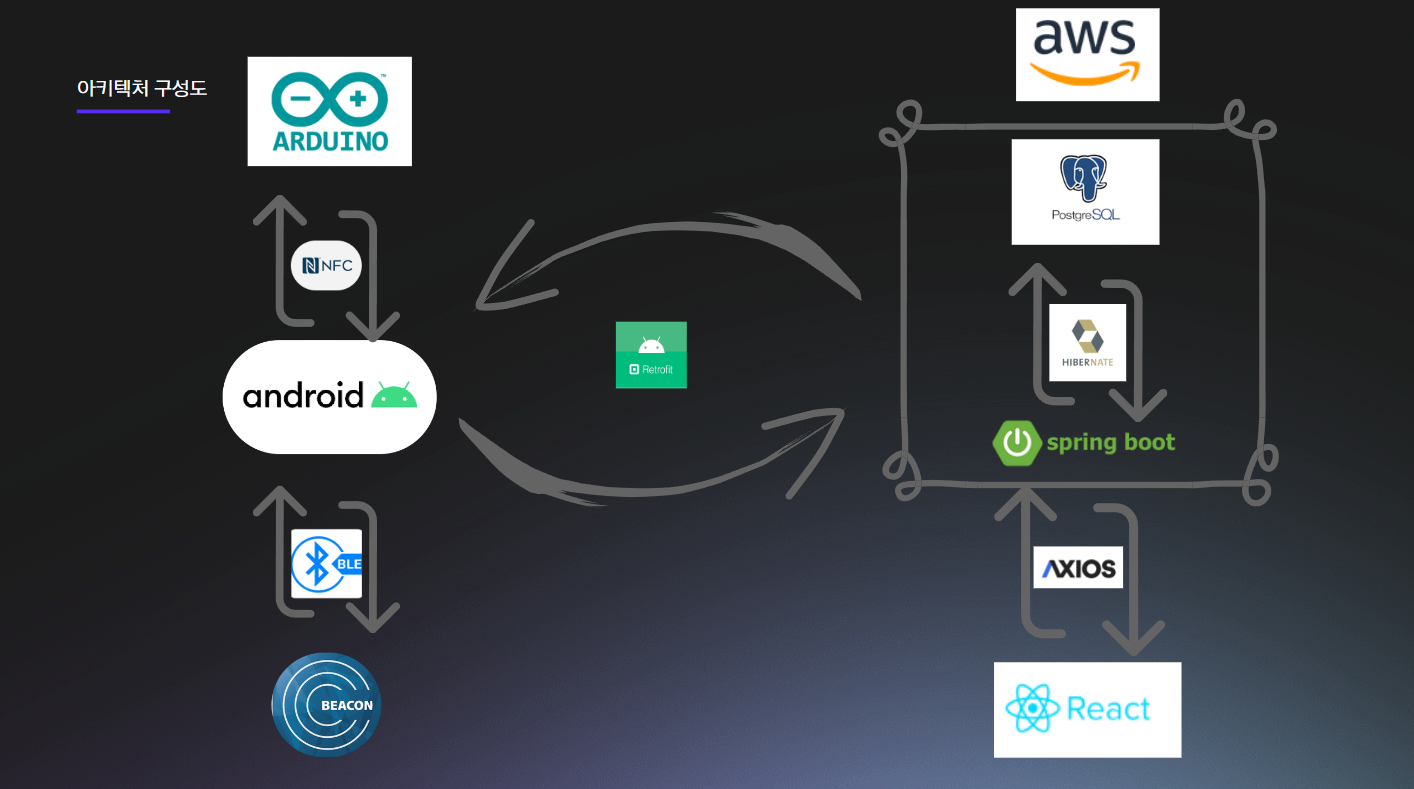 아키텍처 구성도
ARDUINO
NFC
android
BLE
BEACON
Retrofit
aws
PostgreSQL
HIBERNATE
spring boot
AXIOS
React